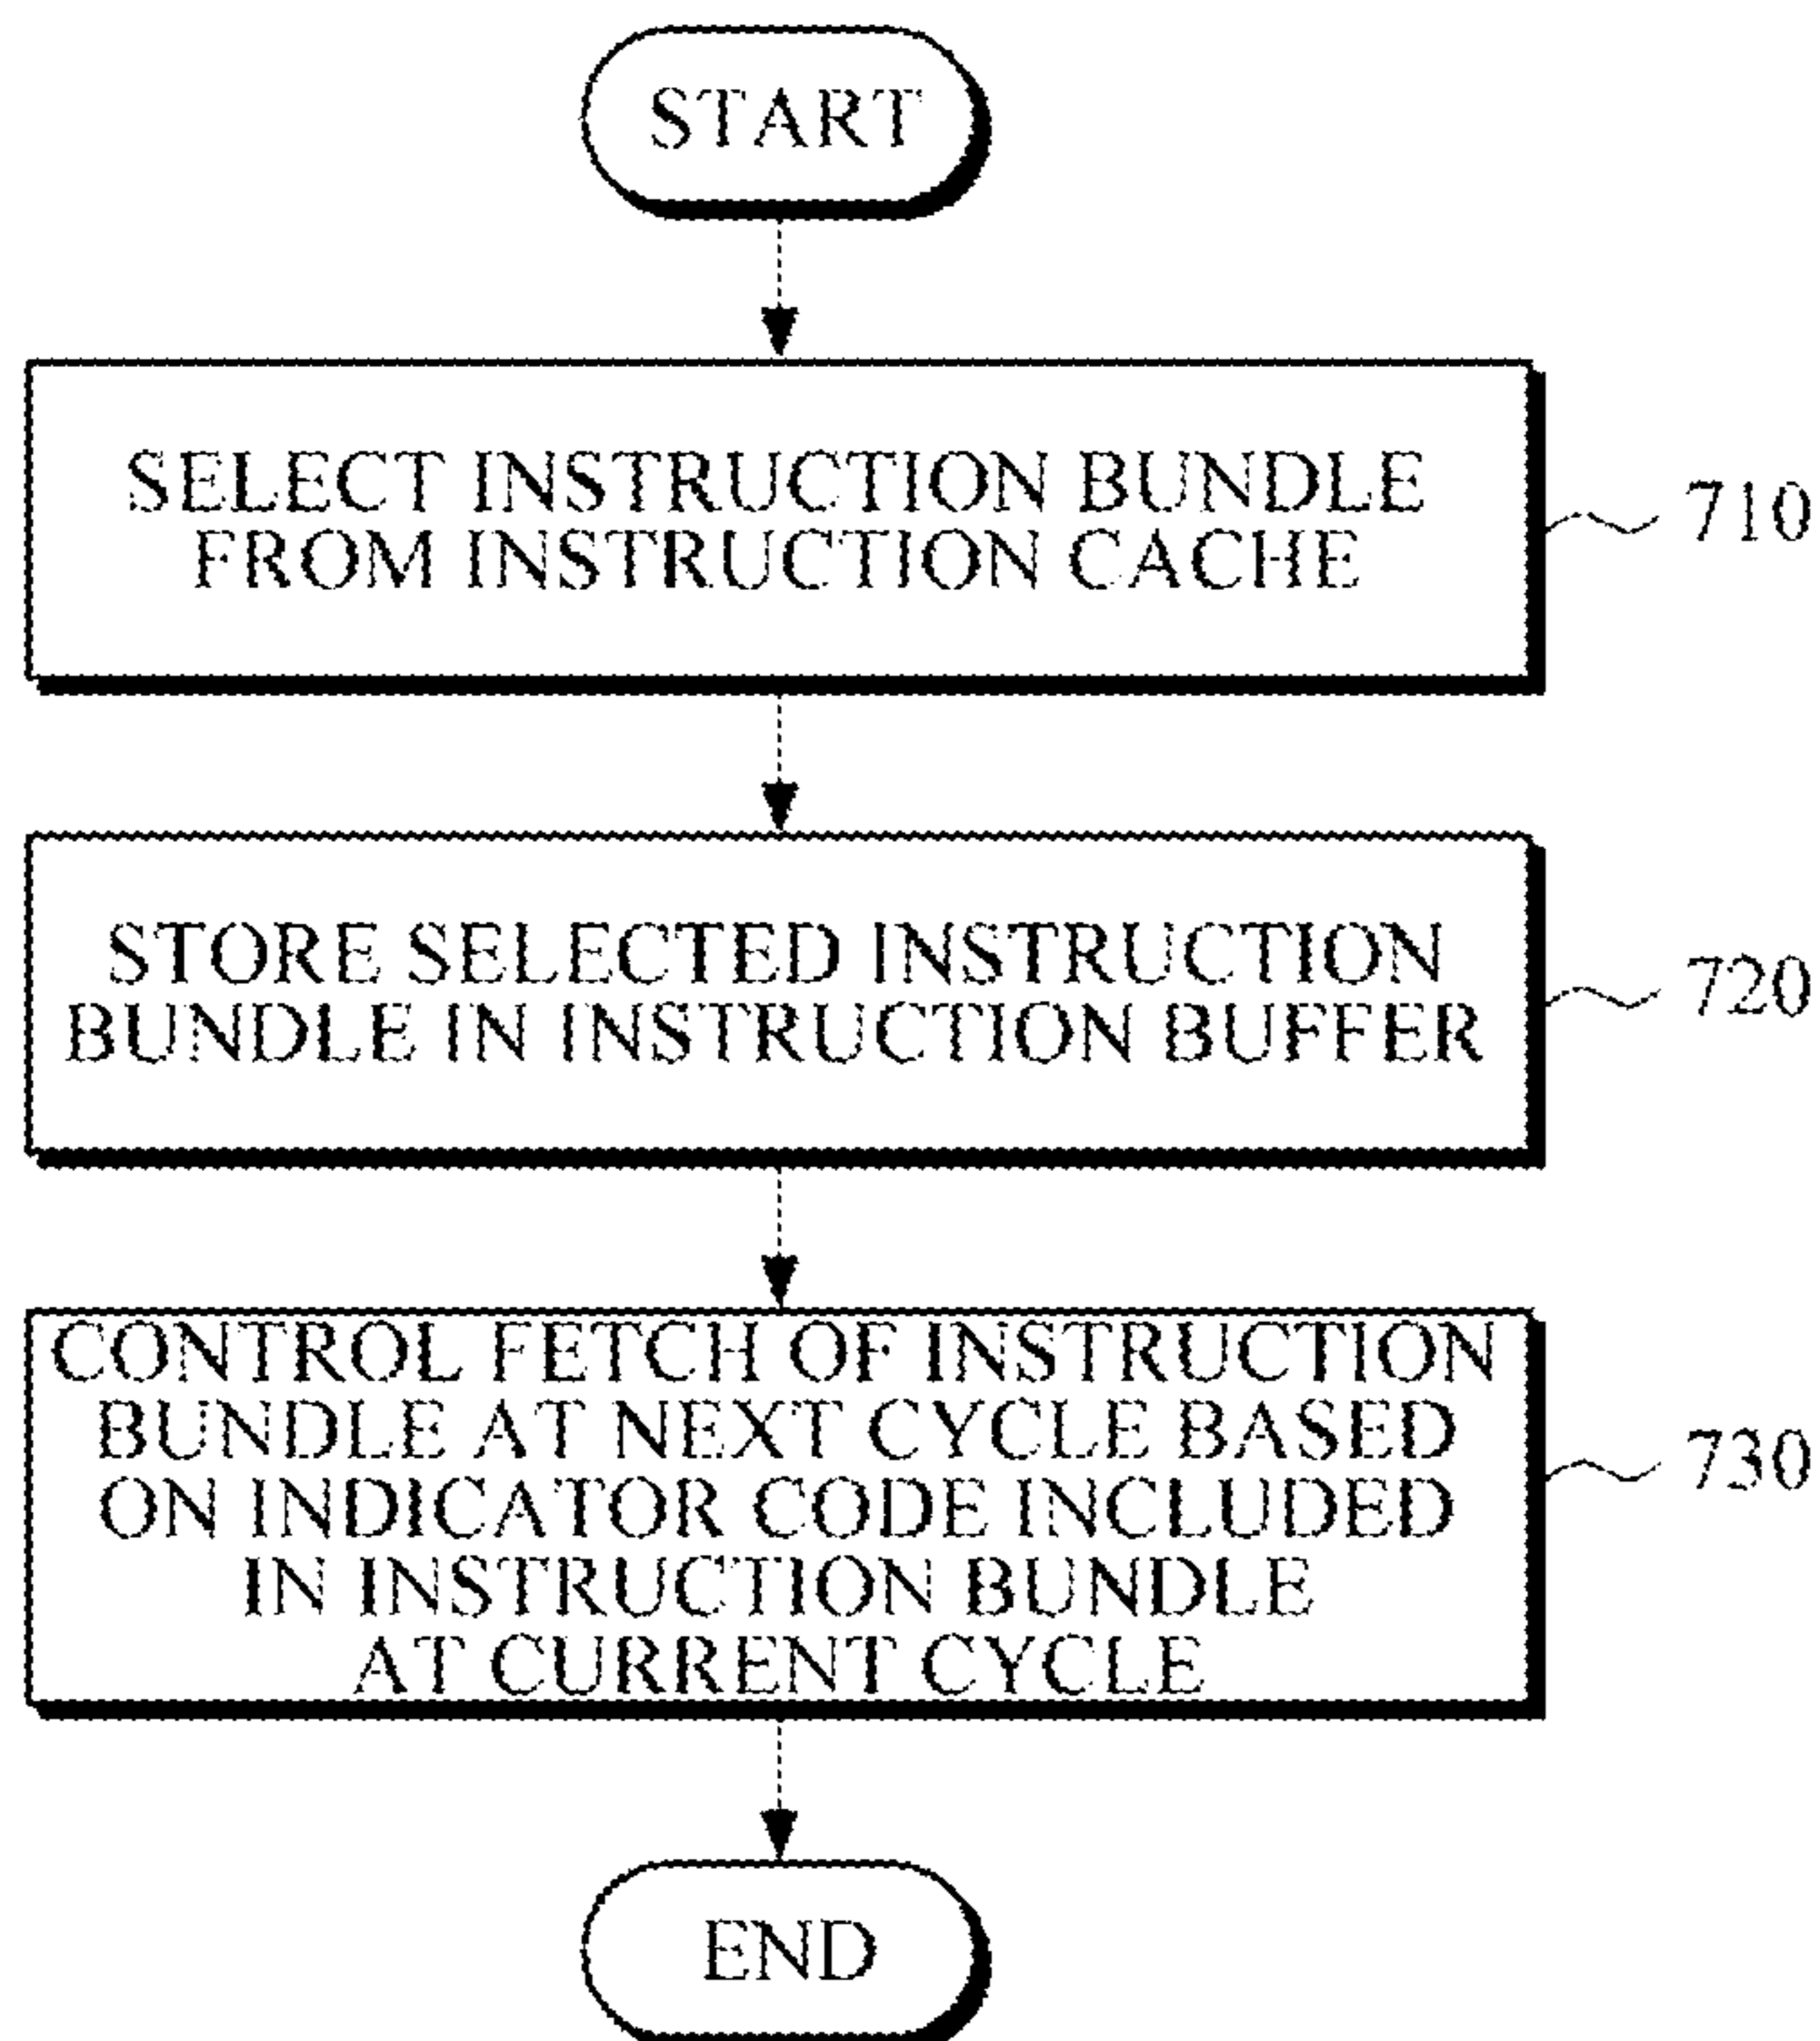 START
SELECT INSTRUCTION BUNDLE
FROM INSTRUCTION CACHE
710
STORE SELECTED INSTRUCTION
BUNDLE IN INSTRUCTION BUFFER
720
CONTROL FETCH OF INSTRUCTION
BUNDLE AT NEXT CYCLE BASED
ON INDICATOR CODE INCLUDED
IN INSTRUCTION BUNDLE
AT CURRENT CYCLE
730
END